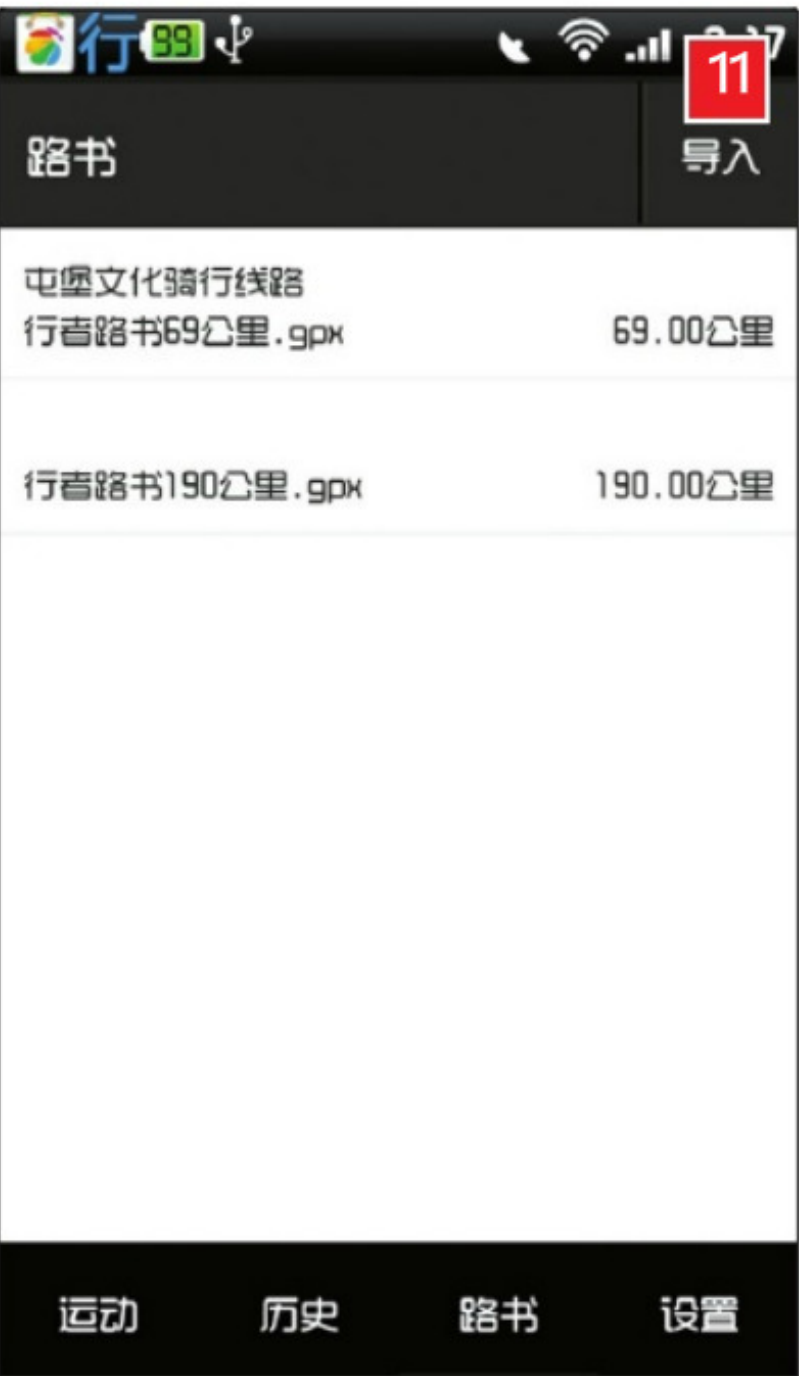 行 99
11
路书
导入
屯堡文化骑行线路
行者路书69公里.gpx 69.00公里
行者路书190公里.gpx 190.00公里
运动 历史 路书 设置